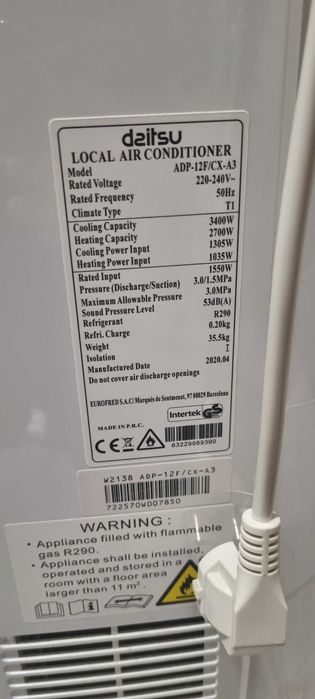 daitsu
LOCAL AIR CONDITIONER
Model ADP-12F/CX-A3
Rated Voltage 220-240V~
Rated Frequency 50Hz
Climate Type T1
Cooling Capacity 3400W
Heating Capacity 2700W
Cooling Power Input 1305W
Heating Power Input 1035W
Rated Input 1550W
Pressure (Discharge/Suction) 3.0/1.5MPa
Maximum Allowable Pressure 3.0MPa
Sound Pressure Level 53dB(A)
Refrigerant R290
Refri. Charge 0.20kg
Weight 35.5kg
Isolation I
Manufactured Date 2020.04
Do not cover air discharge openings
EUROFRED S.A.C/ Marqués de Sentmenat, 97 08029 Barcelona
MADE IN P.R.C.
Intertek GS
CE
63229989390
W2138 ADP-12F/CX-A3
722570W007850
WARNING :
• Appliance filled with flammable
gas R290.
• Appliance shall be installed,
operated and stored in a
room with a floor area
larger than 11 m².